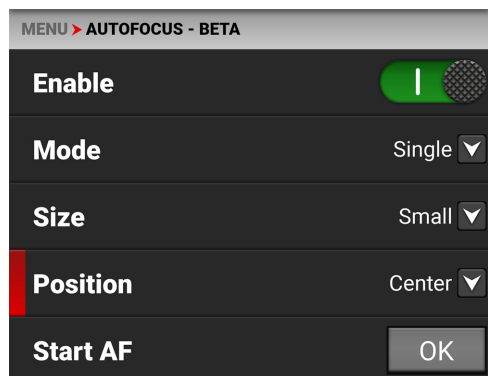 MENU > AUTOFOCUS - BETA
Enable
Mode Single
Size Small
Position Center
Start AF OK